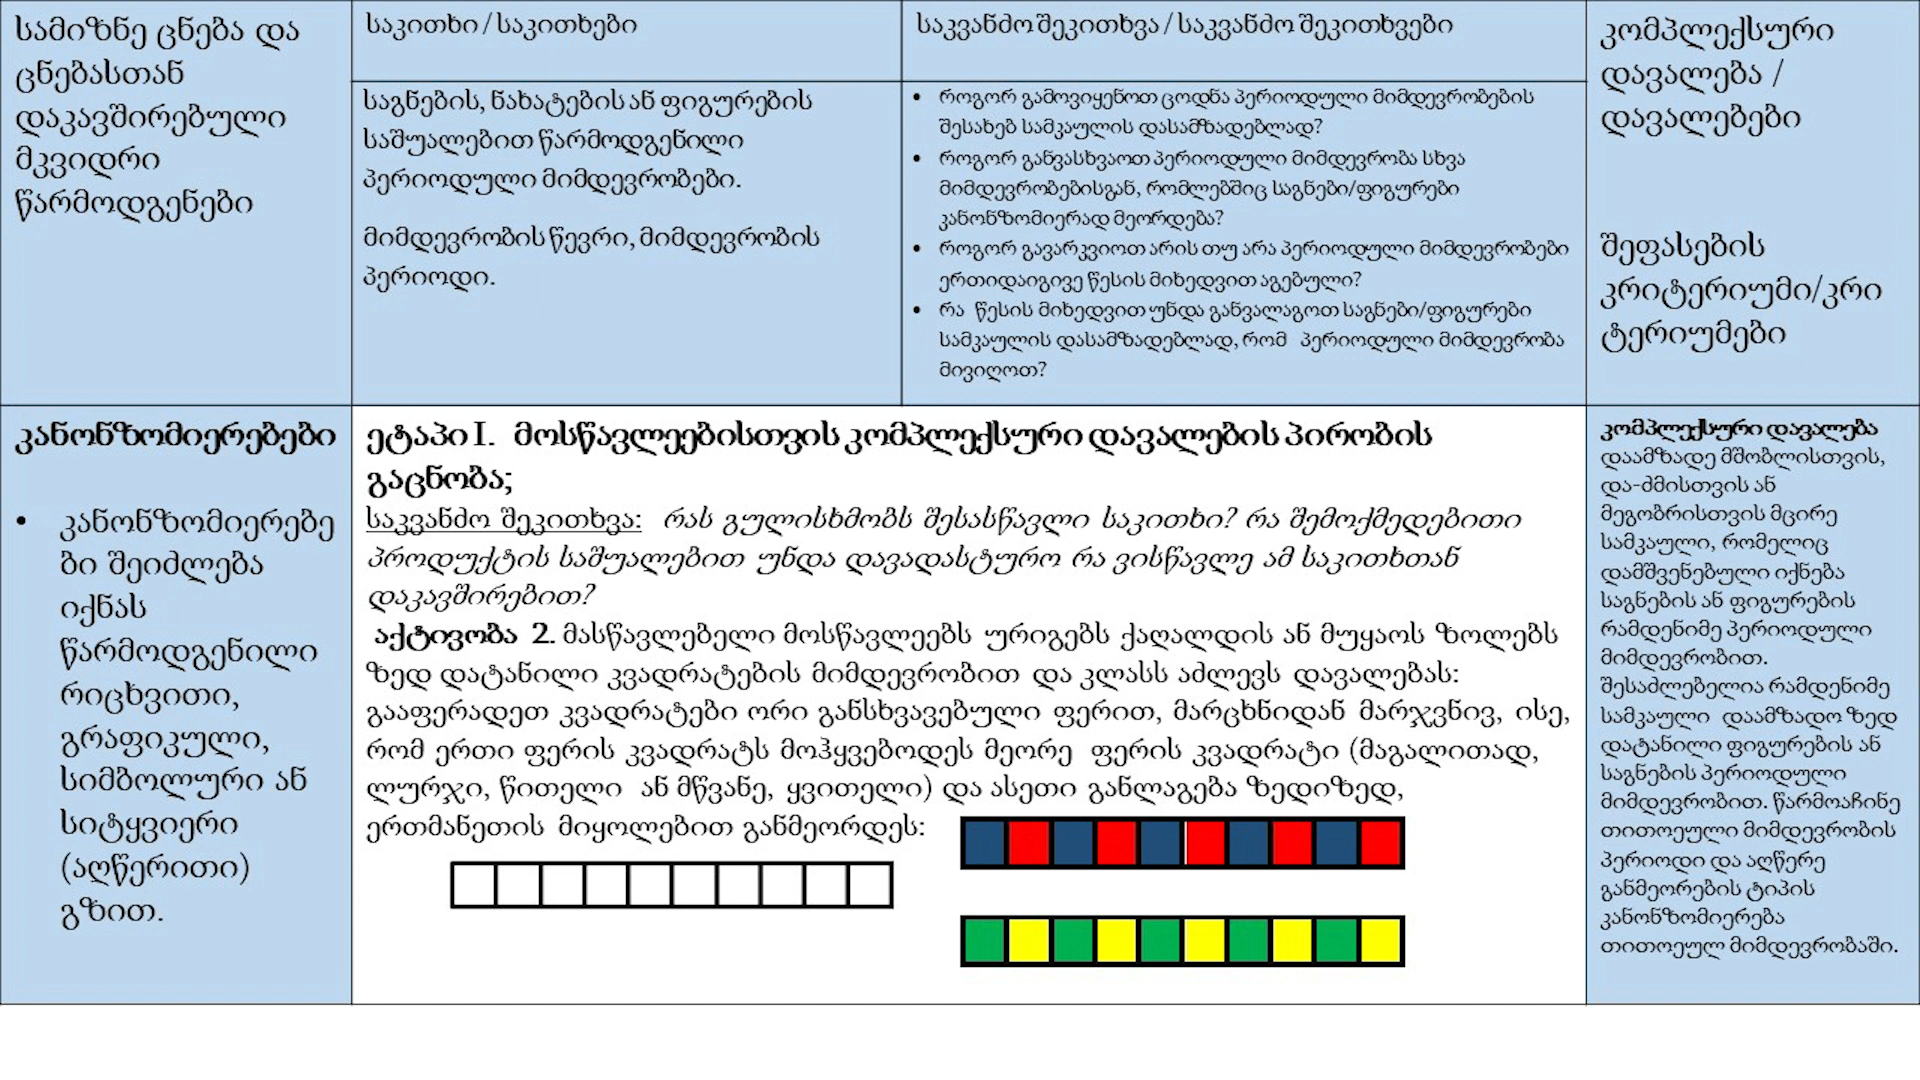 სამიზნე ცნება და
ცნებასთან
დაკავშირებული
მკვიდრი
წარმოდგენები
საკითხი / საკითხები
საკვანძო შეკითხვა / საკვანძო შეკითხვები
კომპლექსური
დავალება /
დავალებები
შეფასების
კრიტერიუმი/კრი
ტერიუმები
საგნების, ნახატების ან ფიგურების
საშუალებით წარმოდგენილი
პერიოდული მიმდევრობები.
მიმდევრობის წევრი, მიმდევრობის
პერიოდი.
• როგორ გამოვიყენოთ ცოდნა პერიოდული მიმდევრობების
შესახებ სამკაულის დასამზადებლად?
• როგორ განვასხვაოთ პერიოდული მიმდევრობა სხვა
მიმდევრობებისგან, რომლებშიც საგნები/ფიგურები
კანონზომიერად მეორდება?
• როგორ გავარკვიოთ არის თუ არა პერიოდული მიმდევრობები
ერთიდაიგივე წესის მიხედვით აგებული?
• რა წესის მიხედვით უნდა განვალაგოთ საგნები/ფიგურები
სამკაულის დასამზადებლად, რომ პერიოდული მიმდევრობა
მივიღოთ?
კანონზომიერებები
• კანონზომიერებე
ბი შეიძლება
იქნას
წარმოდგენილი
რიცხვითი,
გრაფიკული,
სიმბოლური ან
სიტყვიერი
(აღწერითი)
გზით.
ეტაპი I. მოსწავლეებისთვის კომპლექსური დავალების პირობის
გაცნობა;
საკვანძო შეკითხვა: რას გულისხმობს შესასწავლი საკითხი? რა შემოქმედებითი
პროდუქტის საშუალებით უნდა დავადასტურო რა ვისწავლე ამ საკითხთან
დაკავშირებით?
აქტივობა 2. მასწავლებელი მოსწავლეებს ურიგებს ქაღალდის ან მუყაოს ზოლებს
ზედ დატანილი კვადრატების მიმდევრობით და კლასს აძლევს დავალებას:
გააფერადეთ კვადრატები ორი განსხვავებული ფერით, მარცხნიდან მარჯვნივ, ისე,
რომ ერთი ფერის კვადრატს მოჰყვებოდეს მეორე ფერის კვადრატი (მაგალითად,
ლურჯი, წითელი ან მწვანე, ყვითელი) და ასეთი განლაგება ზედიზედ,
ერთმანეთის მიყოლებით განმეორდეს:
კომპლექსური დავალება
დაამზადე მშობლისთვის,
და-ძმისთვის ან
მეგობრისთვის მცირე
სამკაული, რომელიც
დამშვენებული იქნება
საგნების ან ფიგურების
რამდენიმე პერიოდული
მიმდევრობით.
შესაძლებელია რამდენიმე
სამკაული დაამზადო ზედ
დატანილი ფიგურების ან
საგნების პერიოდული
მიმდევრობით. წარმოაჩინე
თითოეული მიმდევრობის
პერიოდი და აღწერე
განმეორების ტიპის
კანონზომიერება
თითოეულ მიმდევრობაში.